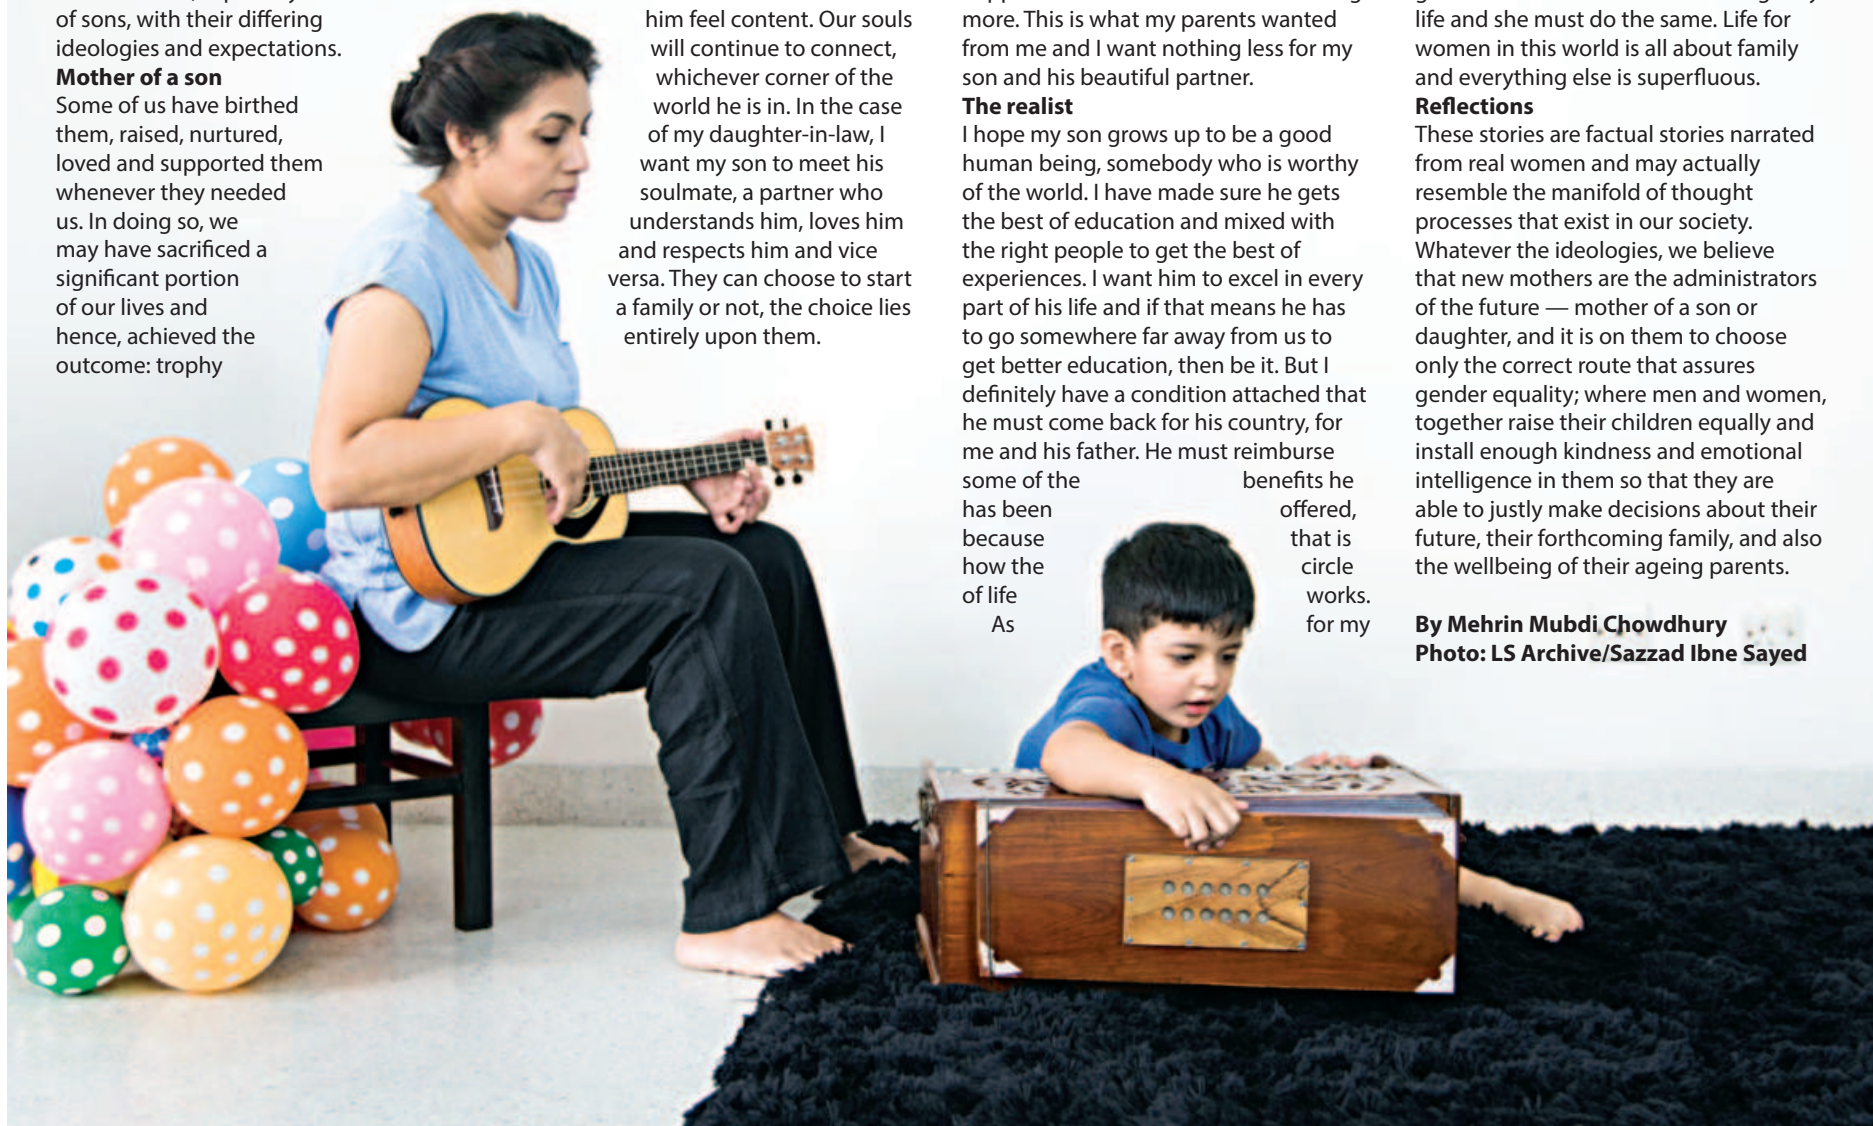 of sons, with their differing
ideologies and expectations.
Mother of a son
Some of us have birthed
them, raised, nurtured,
loved and supported them
whenever they needed
us. In doing so, we
may have sacrificed a
significant portion
of our lives and
hence, achieved the
outcome: trophy
him feel content. Our souls
will continue to connect,
whichever corner of the
world he is in. In the case
of my daughter-in-law, I
want my son to meet his
soulmate, a partner who
understands him, loves him
and respects him and vice
versa. They can choose to start
a family or not, the choice lies
entirely upon them.
more. This is what my parents wanted
from me and I want nothing less for my
son and his beautiful partner.
The realist
I hope my son grows up to be a good
human being, somebody who is worthy
of the world. I have made sure he gets
the best of education and mixed with
the right people to get the best of
experiences. I want him to excel in every
part of his life and if that means he has
to go somewhere far away from us to
get better education, then be it. But I
definitely have a condition attached that
he must come back for his country, for
me and his father. He must reimburse
some of the benefits he
has been offered,
because that is
how the circle
of life works.
As for my
life and she must do the same. Life for
women in this world is all about family
and everything else is superfluous.
Reflections
These stories are factual stories narrated
from real women and may actually
resemble the manifold of thought
processes that exist in our society.
Whatever the ideologies, we believe
that new mothers are the administrators
of the future — mother of a son or
daughter, and it is on them to choose
only the correct route that assures
gender equality; where men and women,
together raise their children equally and
install enough kindness and emotional
intelligence in them so that they are
able to justly make decisions about their
future, their forthcoming family, and also
the wellbeing of their ageing parents.
By Mehrin Mubdi Chowdhury
Photo: LS Archive/Sazzad Ibne Sayed